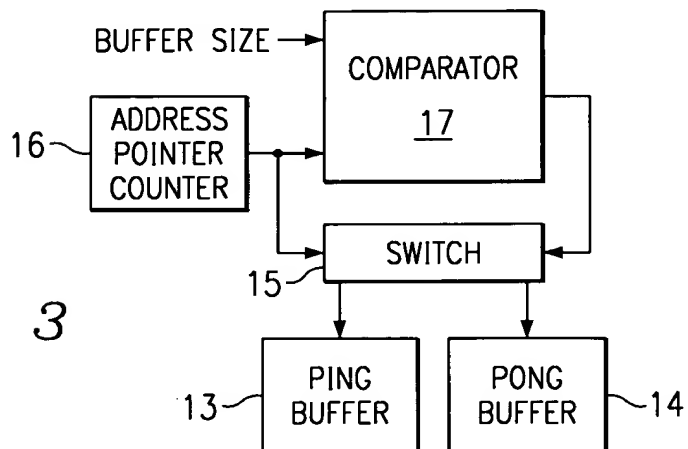 BUFFER SIZE
COMPARATOR
17
16
ADDRESS
POINTER
COUNTER
SWITCH
15
3
13
PING
BUFFER
PONG
BUFFER
14